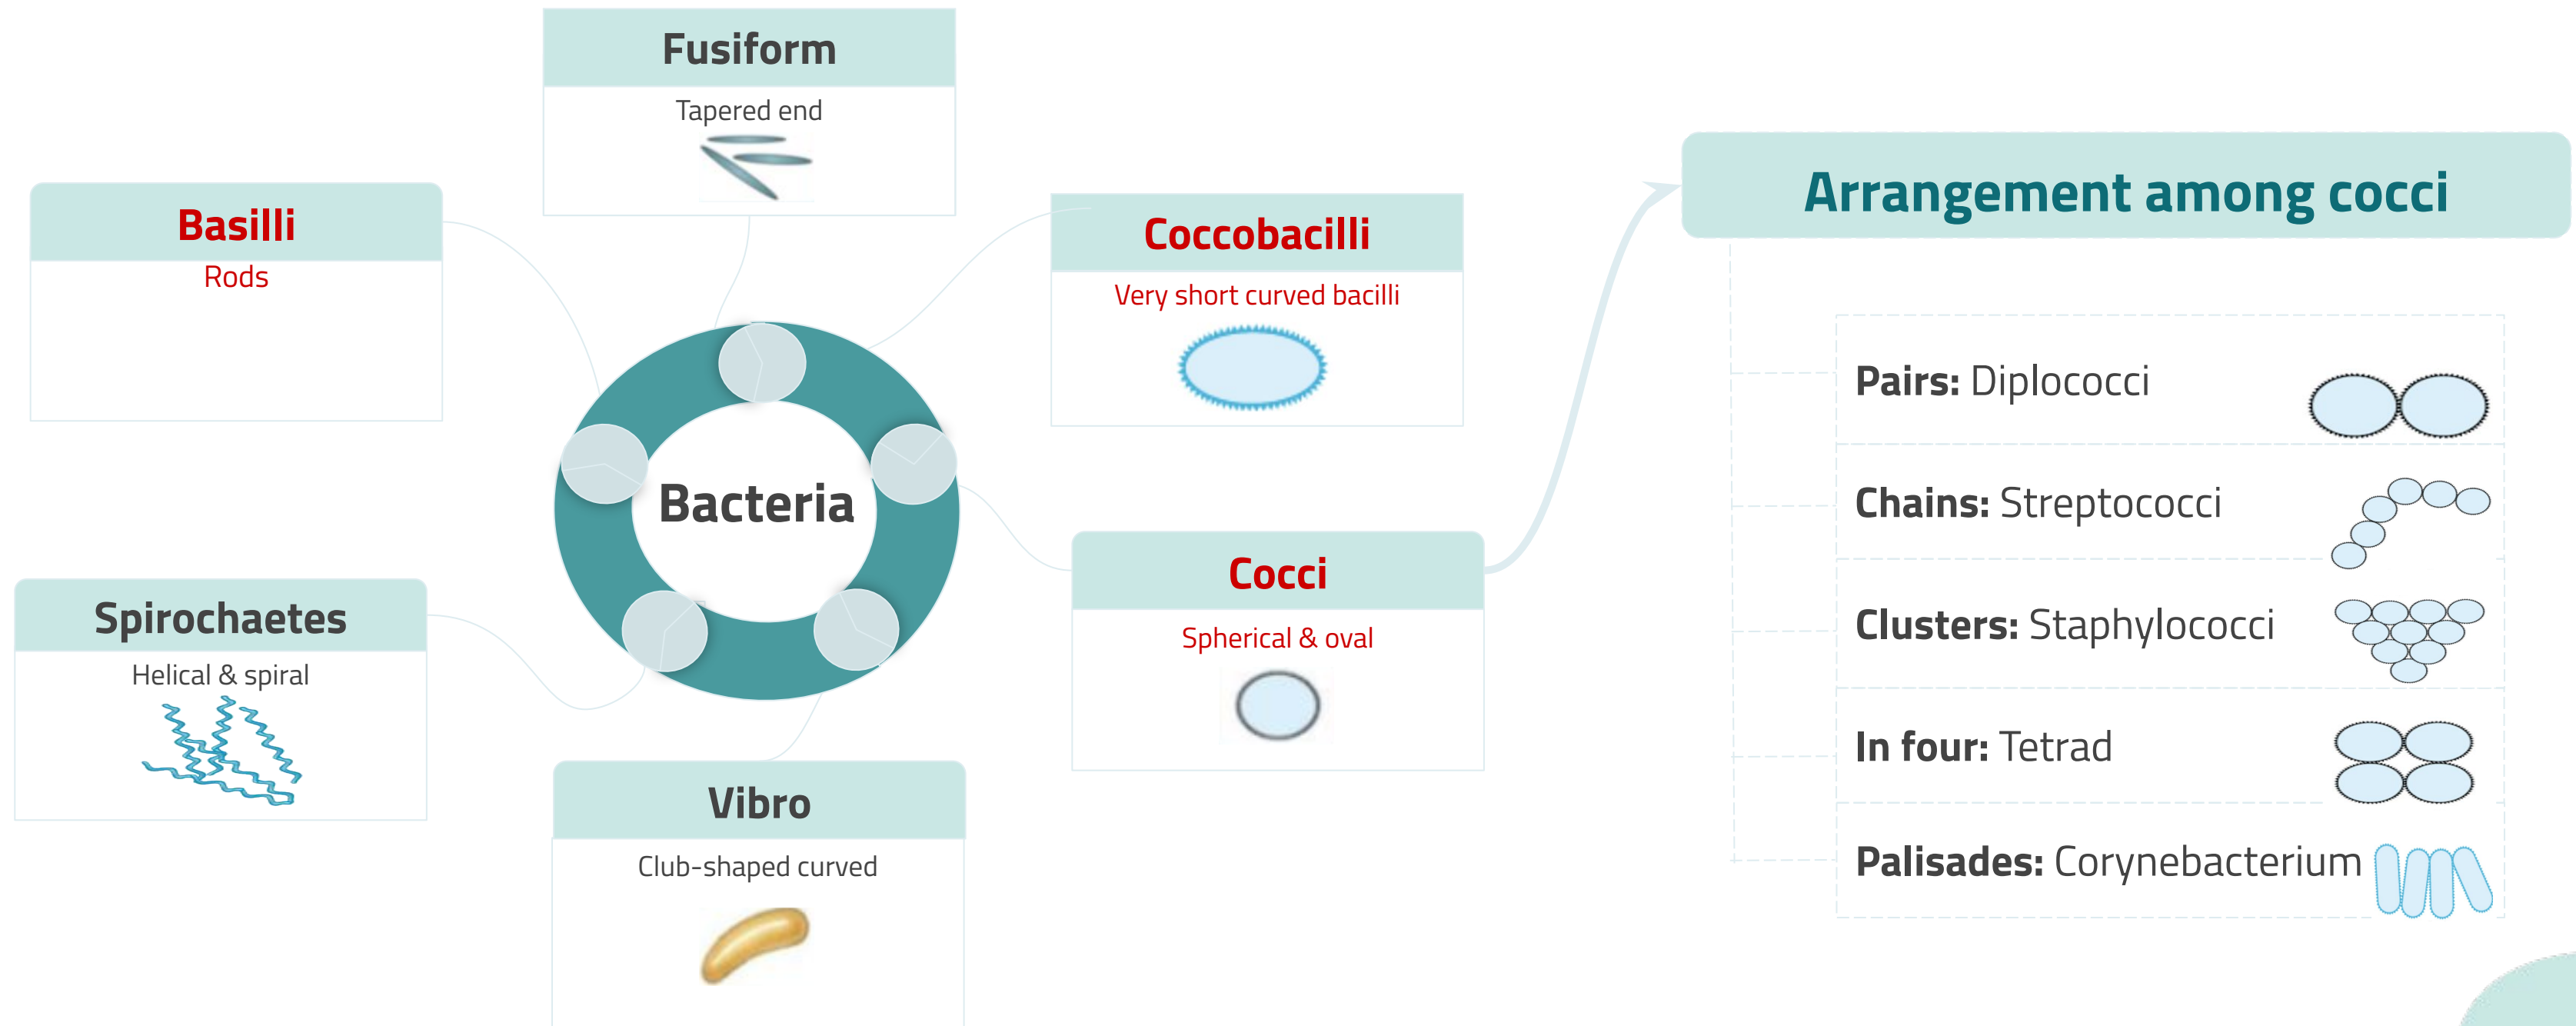 Fusiform
Tapered end
Basilli
Rods
Coccobacilli
Very short curved bacilli
Bacteria
Spirochaetes
Helical & spiral
Cocci
Spherical & oval
Vibro
Club-shaped curved
Arrangement among cocci
Pairs: Diplococci
Chains: Streptococci
Clusters: Staphylococci
In four: Tetrad
Palisades: Corynebacterium